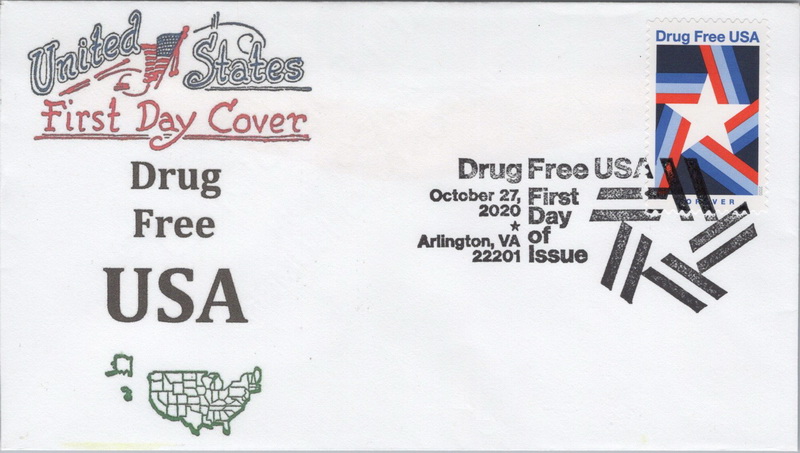 United States
First Day Cover
Drug
Free
USA
Drug Free USA
FOREVER
Drug Free USA
October 27, 2020
*
Arlington, VA 22201
First
Day
of
Issue